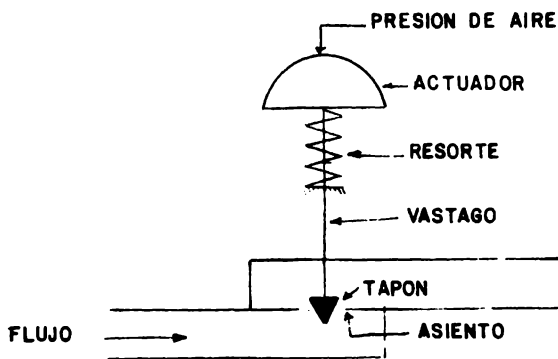 PRESION DE AIRE
ACTUADOR
RESORTE
VASTAGO
TAPON
FLUJO
ASIENTO